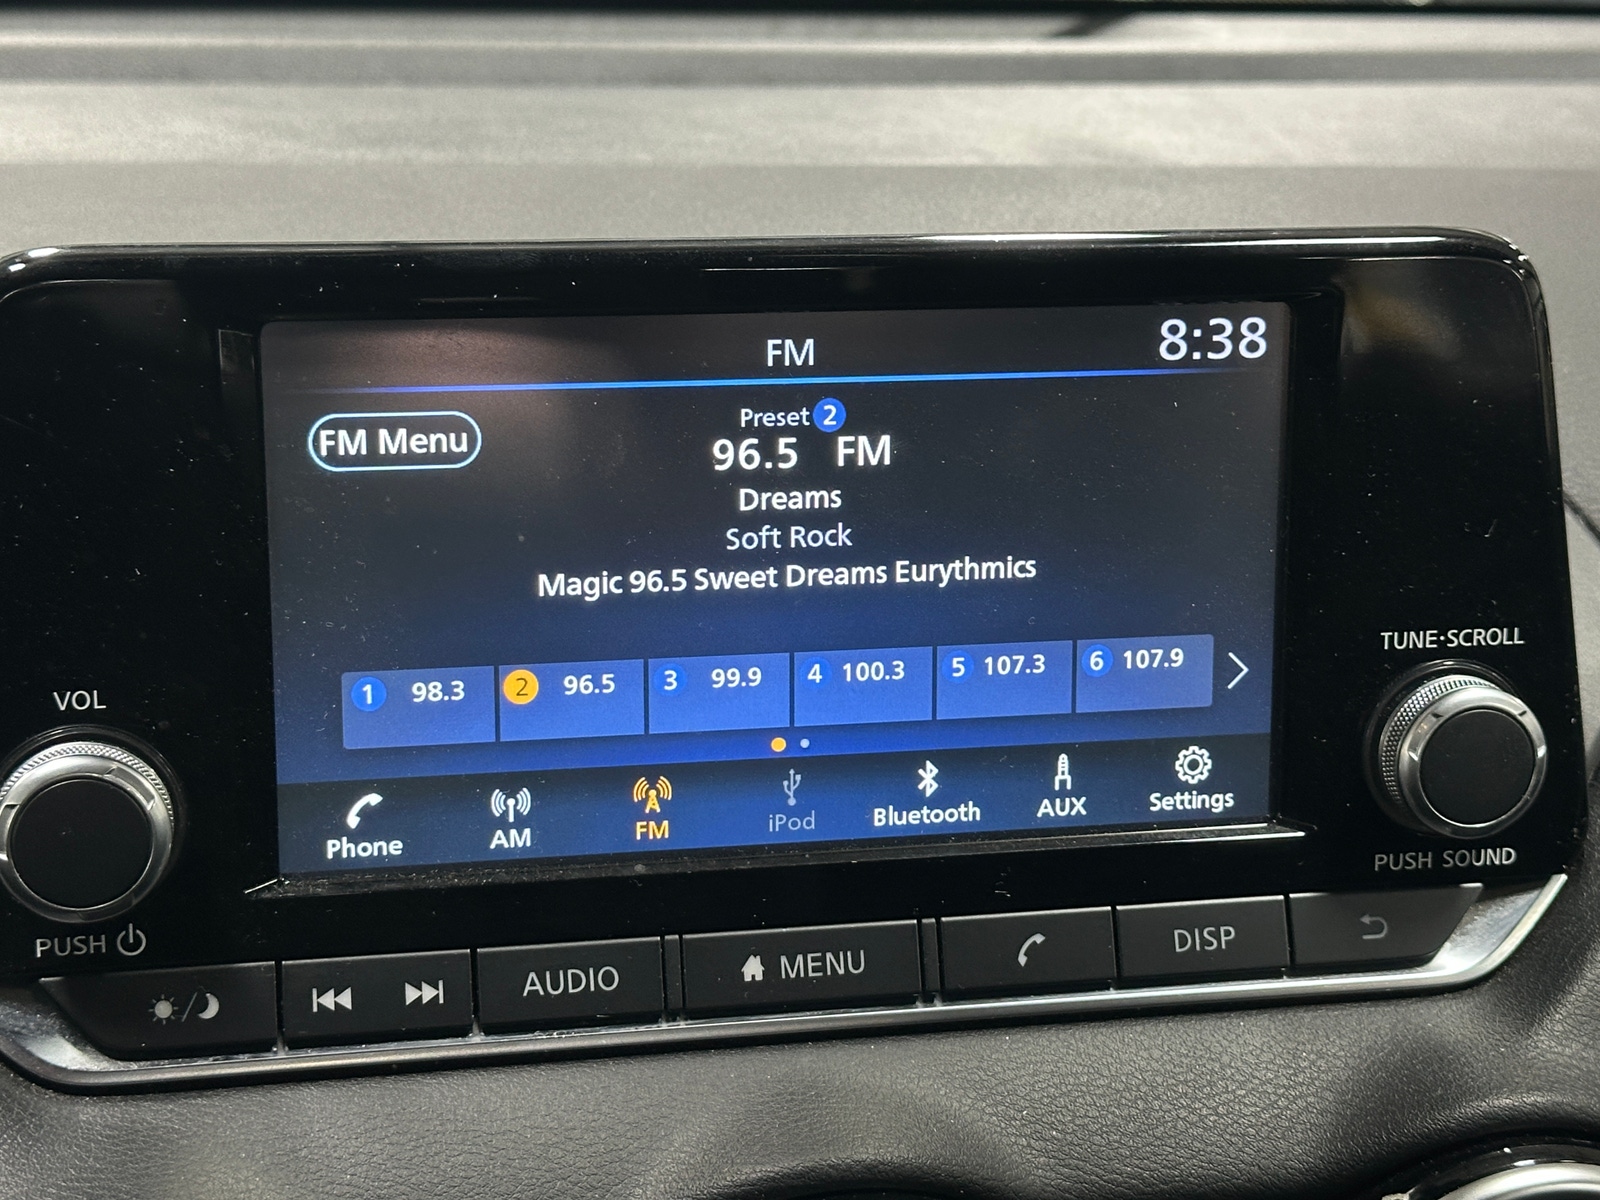 FM
8:38
FM Menu
Preset 2
96.5 FM
Dreams
Soft Rock
Magic 96.5 Sweet Dreams Eurythmics
1 98.3
2 96.5
3 99.9
4 100.3
5 107.3
6 107.9
Phone
AM
FM
iPod
Bluetooth
AUX
Settings
VOL
PUSH
TUNE·SCROLL
PUSH SOUND
AUDIO
MENU
DISP